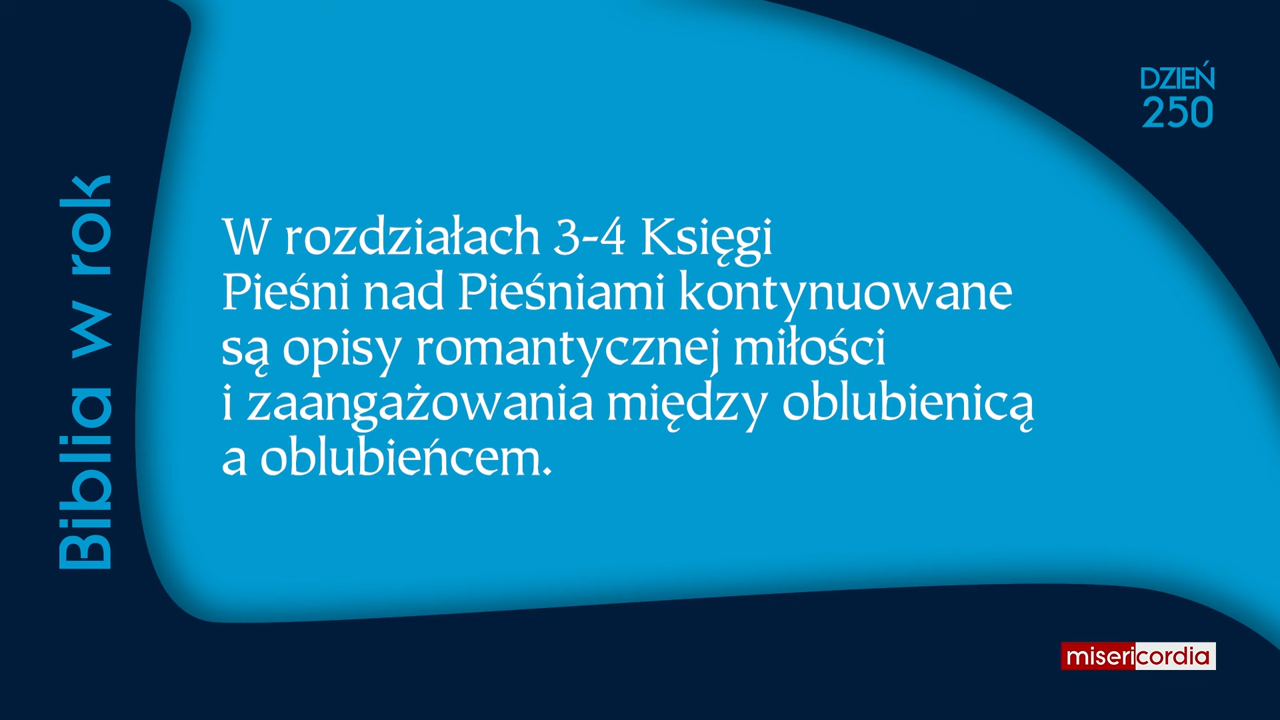 DZIEŃ
250
Biblia w rok
W rozdziałach 3-4 Księgi
Pieśni nad Pieśniami kontynuowane
są opisy romantycznej miłości
i zaangażowania między oblubienicą
a oblubieńcem.
misericordia